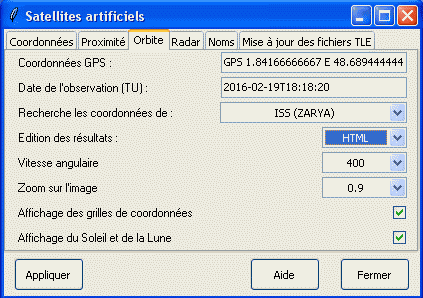 Satellites artificiels
Coordonnées Proximité Orbite Radar Noms Mise à jour des fichiers TLE
Coordonnées GPS : GPS 1.84166666667 E 48.689444444
Date de l'observation (TU) : 2016-02-19T18:18:20
Recherche les coordonnées de : ISS (ZARYA)
Edition des résultats : HTML
Vitesse angulaire 400
Zoom sur l'image 0.9
Affichage des grilles de coordonnées
Affichage du Soleil et de la Lune
Appliquer Aide Fermer